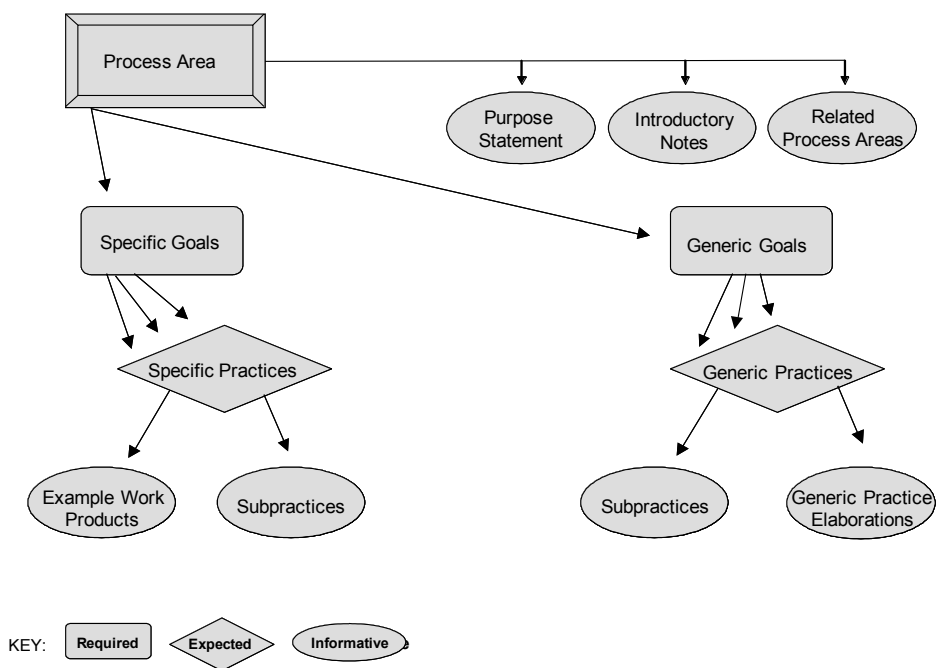 Process Area
Purpose
Statement
Introductory
Notes
Related
Process Areas
Specific Goals
Generic Goals
Specific Practices
Generic Practices
Example Work
Products
Subpractices
Subpractices
Generic Practice
Elaborations
KEY:
Required
Expected
Informative